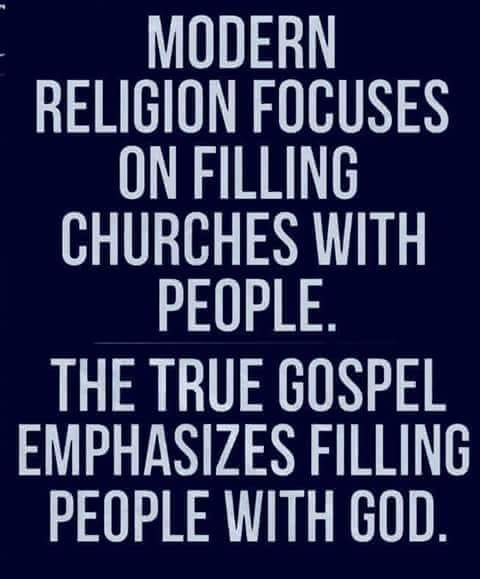 MODERN
RELIGION FOCUSES
ON FILLING
CHURCHES WITH
PEOPLE.
THE TRUE GOSPEL
EMPHASIZES FILLING
PEOPLE WITH GOD.